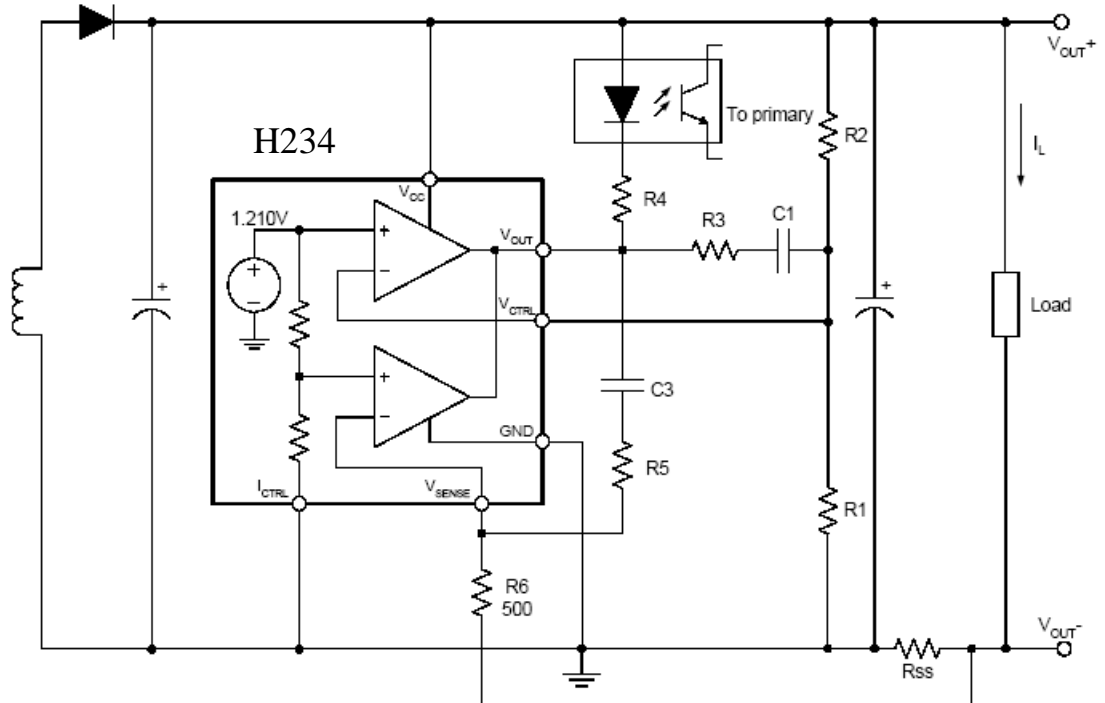 V_OUT+
To primary
R2
I_L
H234
V_CC
R4
R3
C1
1.210V
+
V_OUT
+
−
+
−
+
+
V_CTRL
Load
+
−
C3
GND
R5
I_CTRL
V_SENSE
R1
R6
500
V_OUT-
Rss